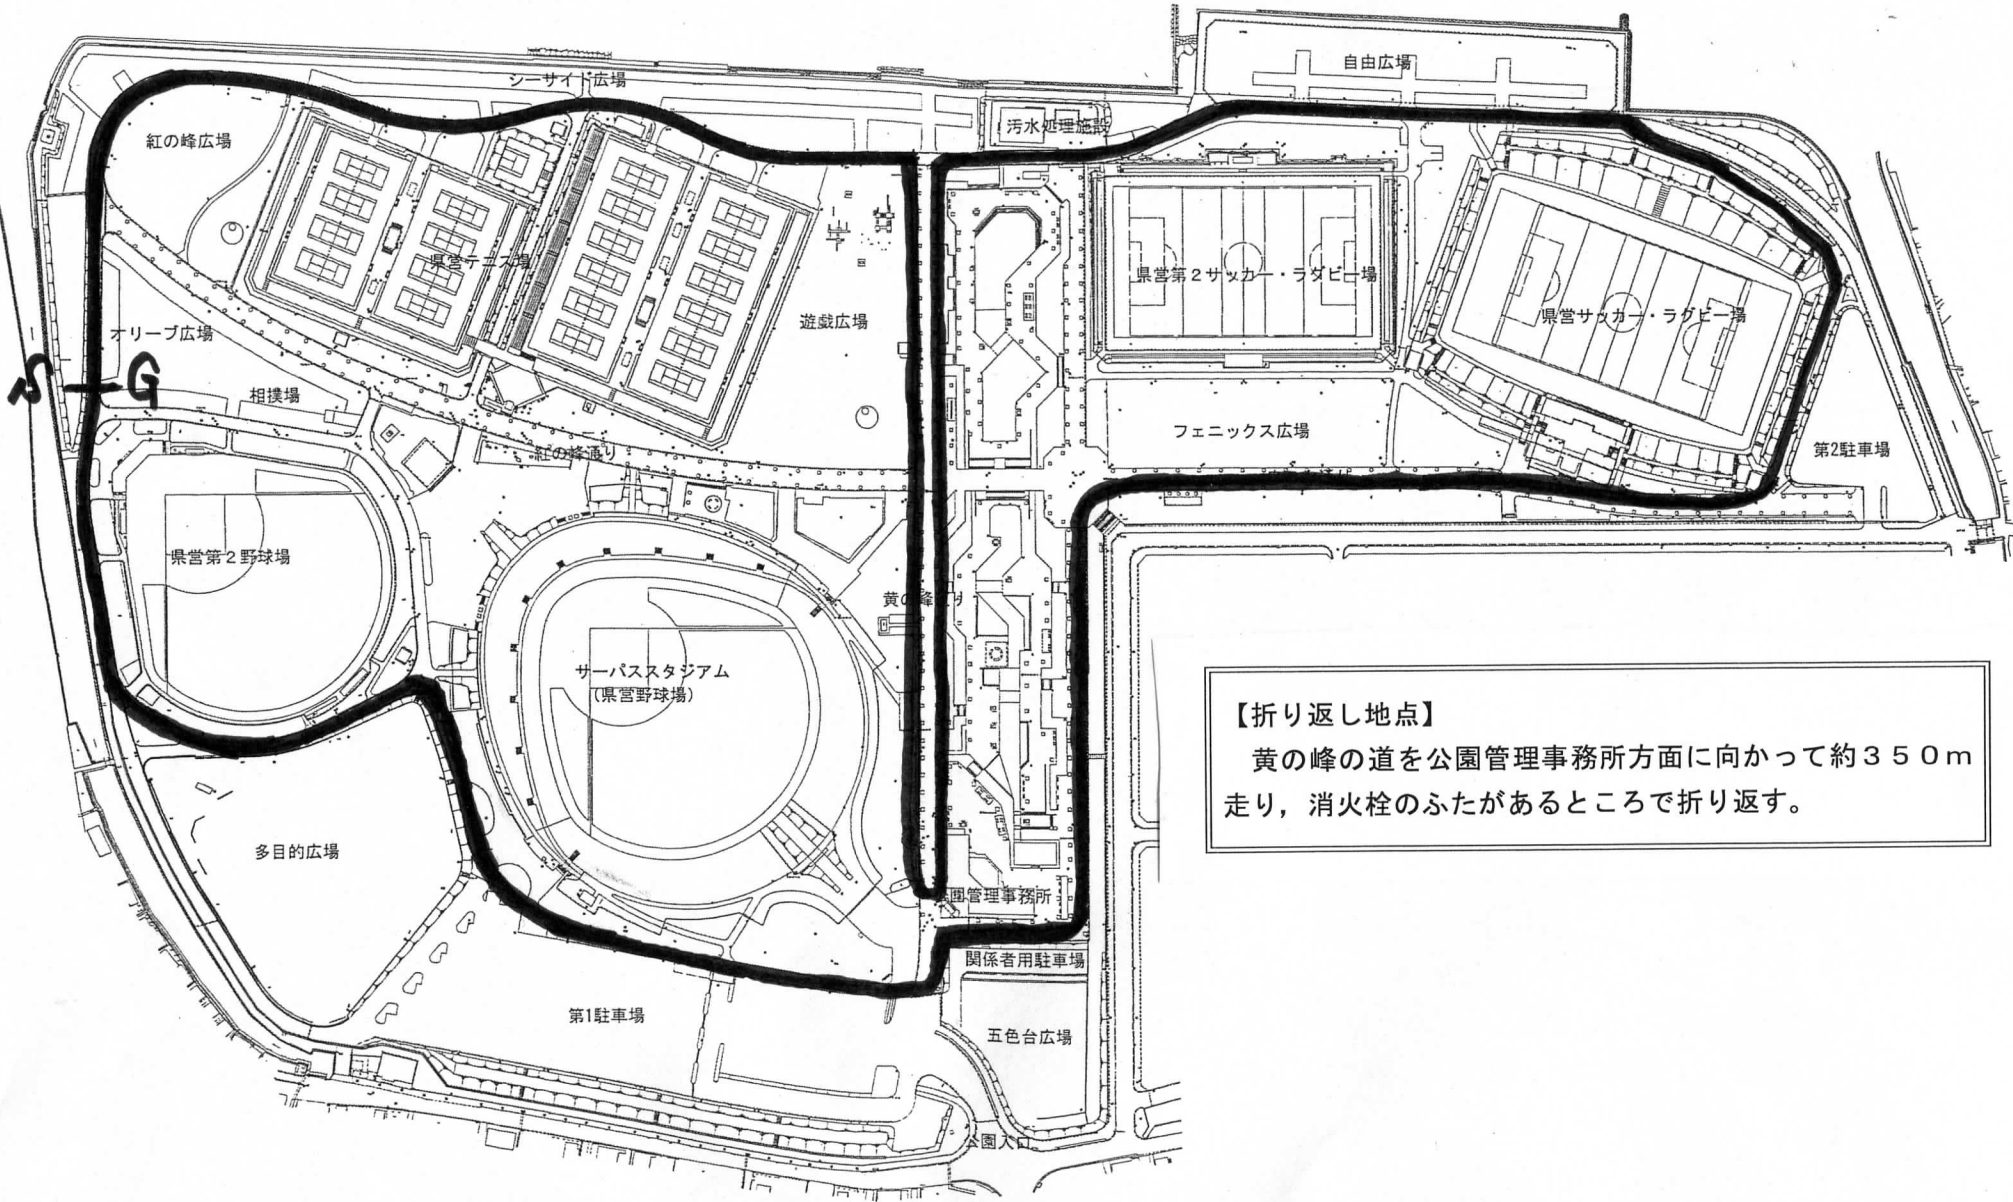 シーサイド広場
自由広場
汚水処理施設
紅の峰広場
県営テニス場
県営第2サッカー・ラグビー場
遊戯広場
県営サッカー・ラグビー場
オリーブ広場
S
G
相撲場
フェニックス広場
第2駐車場
紅の峰通り
県営第2野球場
黄の峰
サーパススタジアム
(県営野球場)
【折り返し地点】
黄の峰の道を公園管理事務所方面に向かって約350m
走り,消火栓のふたがあるところで折り返す。
多目的広場
園管理事務所
関係者用駐車場
第1駐車場
五色台広場
公園入口